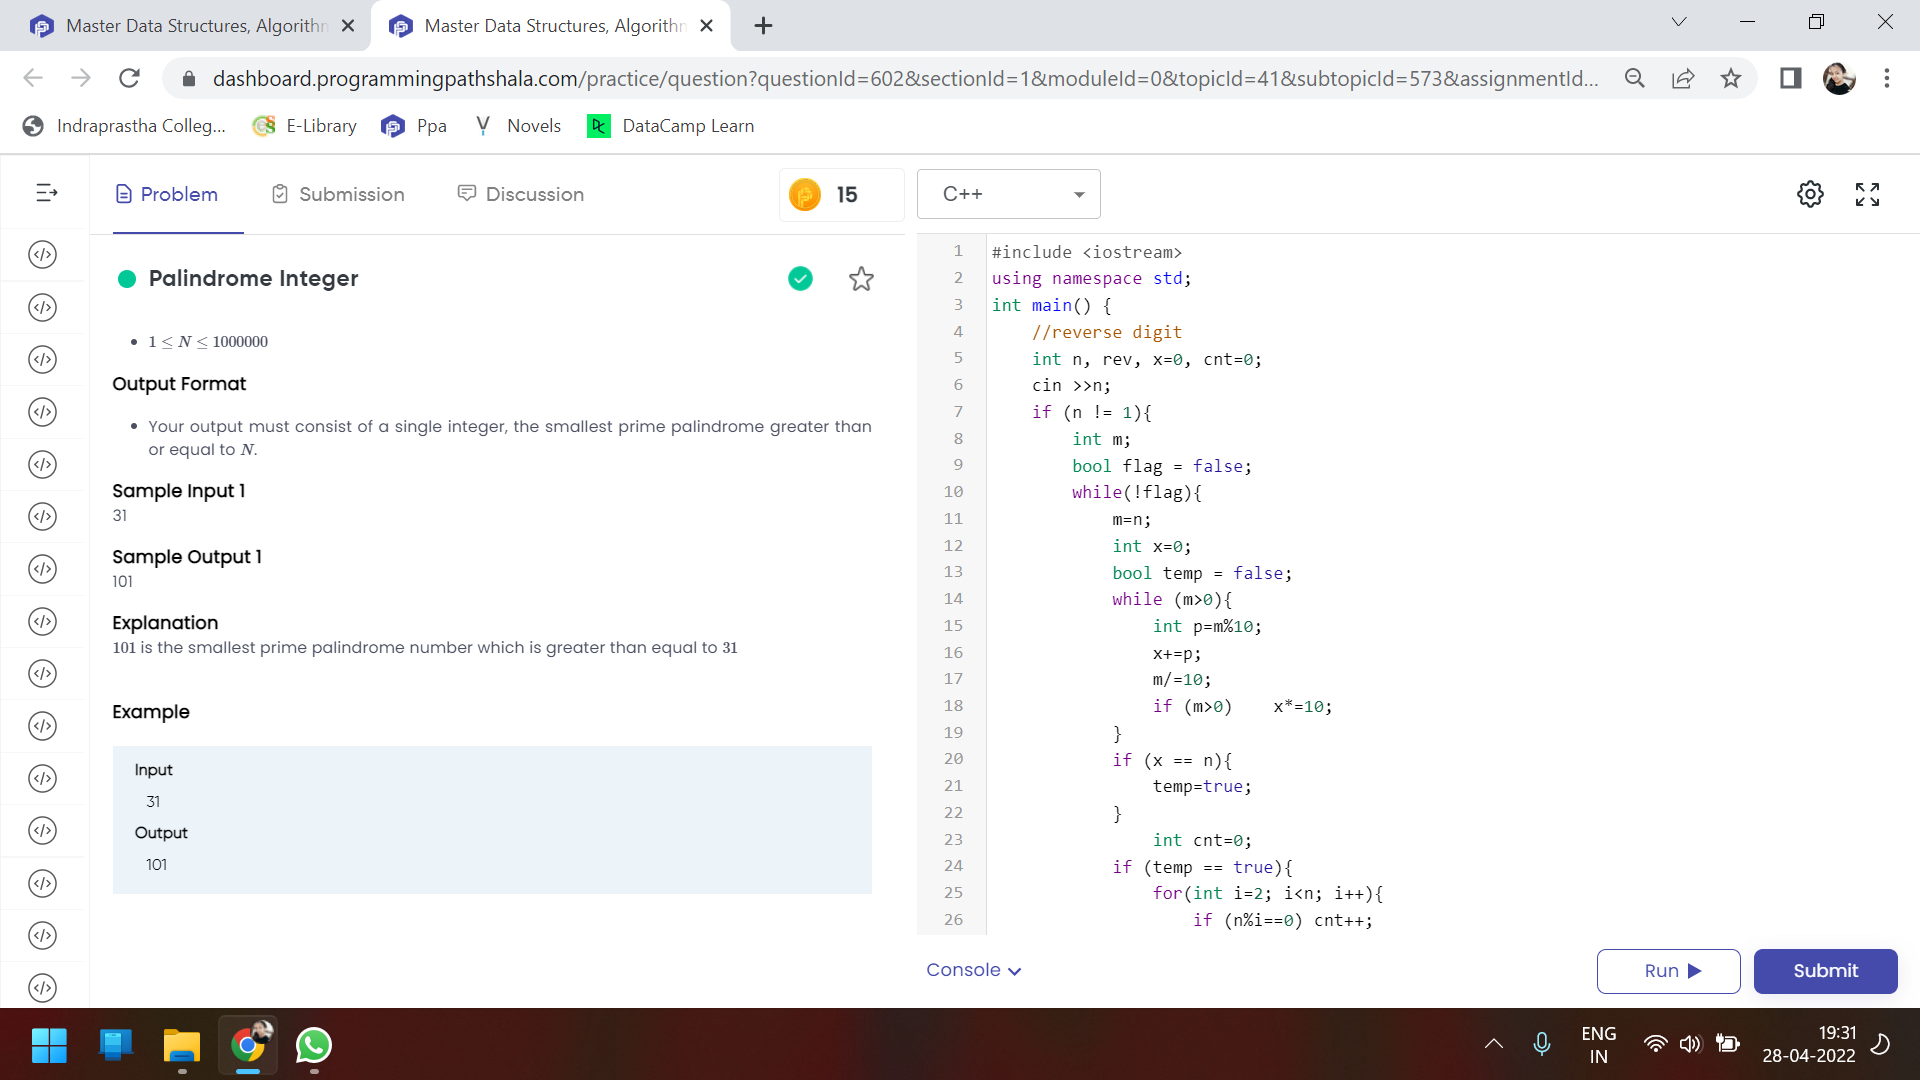 Master Data Structures, Algorithm
Master Data Structures, Algorithm
dashboard.programmingpathshala.com/practice/question?questionId=602&sectionId=1&moduleId=0&topicId=41&subtopicId=573&assignmentId...
Indraprastha Colleg...
E-Library
Ppa
Novels
DataCamp Learn
Problem
Submission
Discussion
15
C++
Palindrome Integer
• 1 ≤ N ≤ 1000000
Output Format
• Your output must consist of a single integer, the smallest prime palindrome greater than
or equal to N.
Sample Input 1
31
Sample Output 1
101
Explanation
101 is the smallest prime palindrome number which is greater than equal to 31
Example
Input
31
Output
101
1 #include <iostream>
2 using namespace std;
3 int main() {
4 //reverse digit
5 int n, rev, x=0, cnt=0;
6 cin >>n;
7 if (n != 1){
8 int m;
9 bool flag = false;
10 while(!flag){
11 m=n;
12 int x=0;
13 bool temp = false;
14 while (m>0){
15 int p=m%10;
16 x+=p;
17 m/=10;
18 if (m>0) x*=10;
19 }
20 if (x == n){
21 temp=true;
22 }
23 int cnt=0;
24 if (temp == true){
25 for(int i=2; i<n; i++){
26 if (n%i==0) cnt++;
Console
Run
Submit
ENG
IN
19:31
28-04-2022